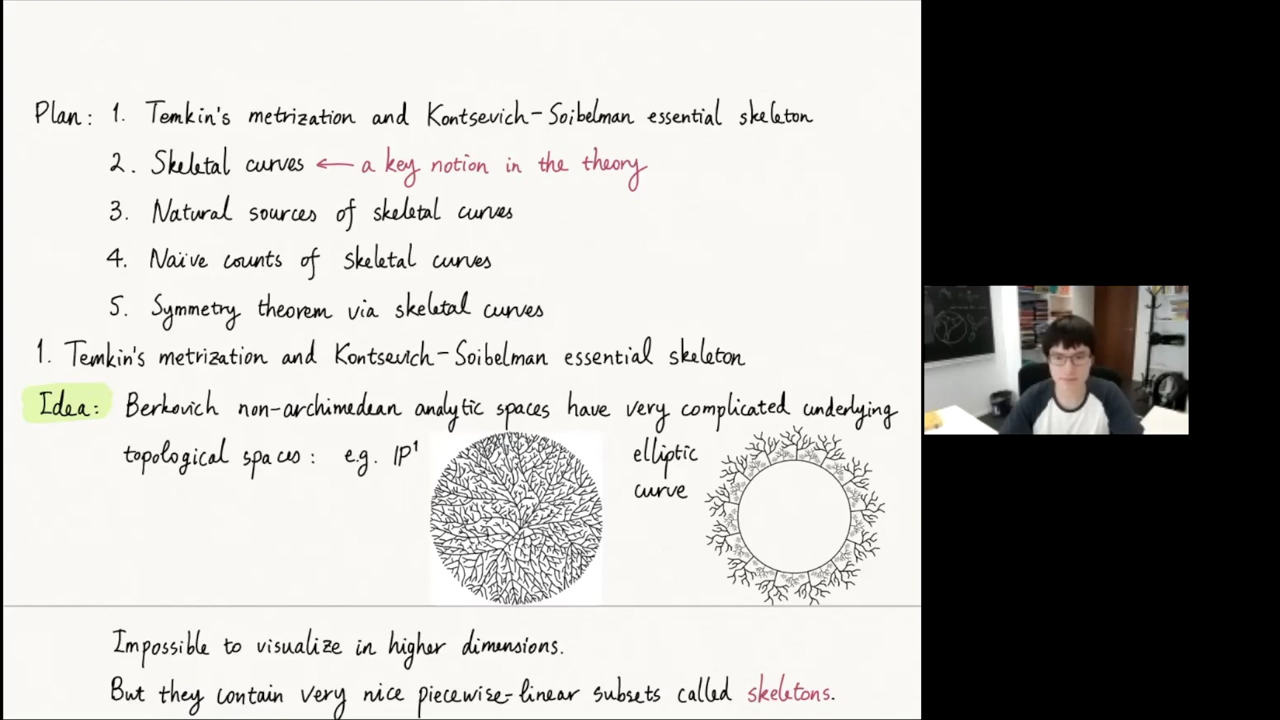 Plan: 1. Temkin's metrization and Kontsevich-Soibelman essential skeleton
2. Skeletal curves ← a key notion in the theory
3. Natural sources of skeletal curves
4. Naïve counts of skeletal curves
5. Symmetry theorem via skeletal curves
1. Temkin's metrization and Kontsevich-Soibelman essential skeleton
Idea: Berkovich non-archimedean analytic spaces have very complicated underlying
topological spaces: e.g. ℙ¹
elliptic
curve
Impossible to visualize in higher dimensions.
But they contain very nice piecewise-linear subsets called skeletons.